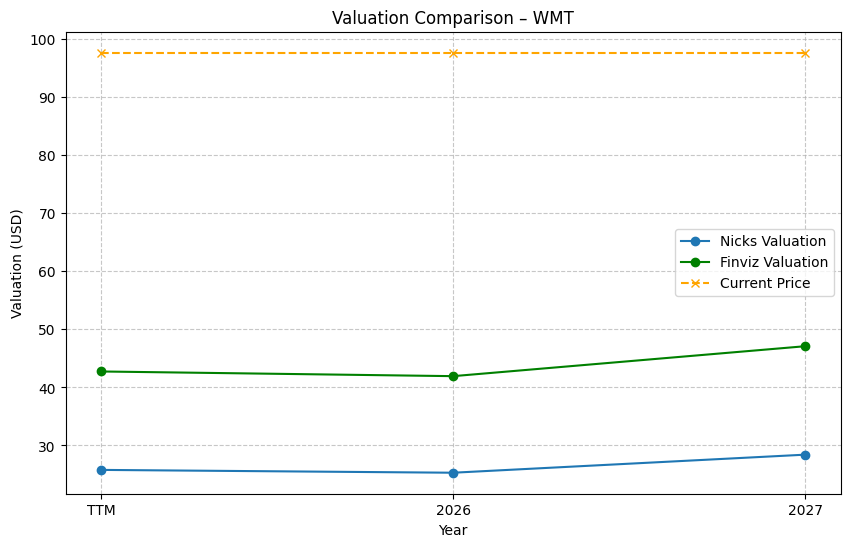 Valuation Comparison – WMT
Valuation (USD)
100
90
80
70
60
50
40
30
Nicks Valuation
Finviz Valuation
Current Price
TTM
2026
2027
Year